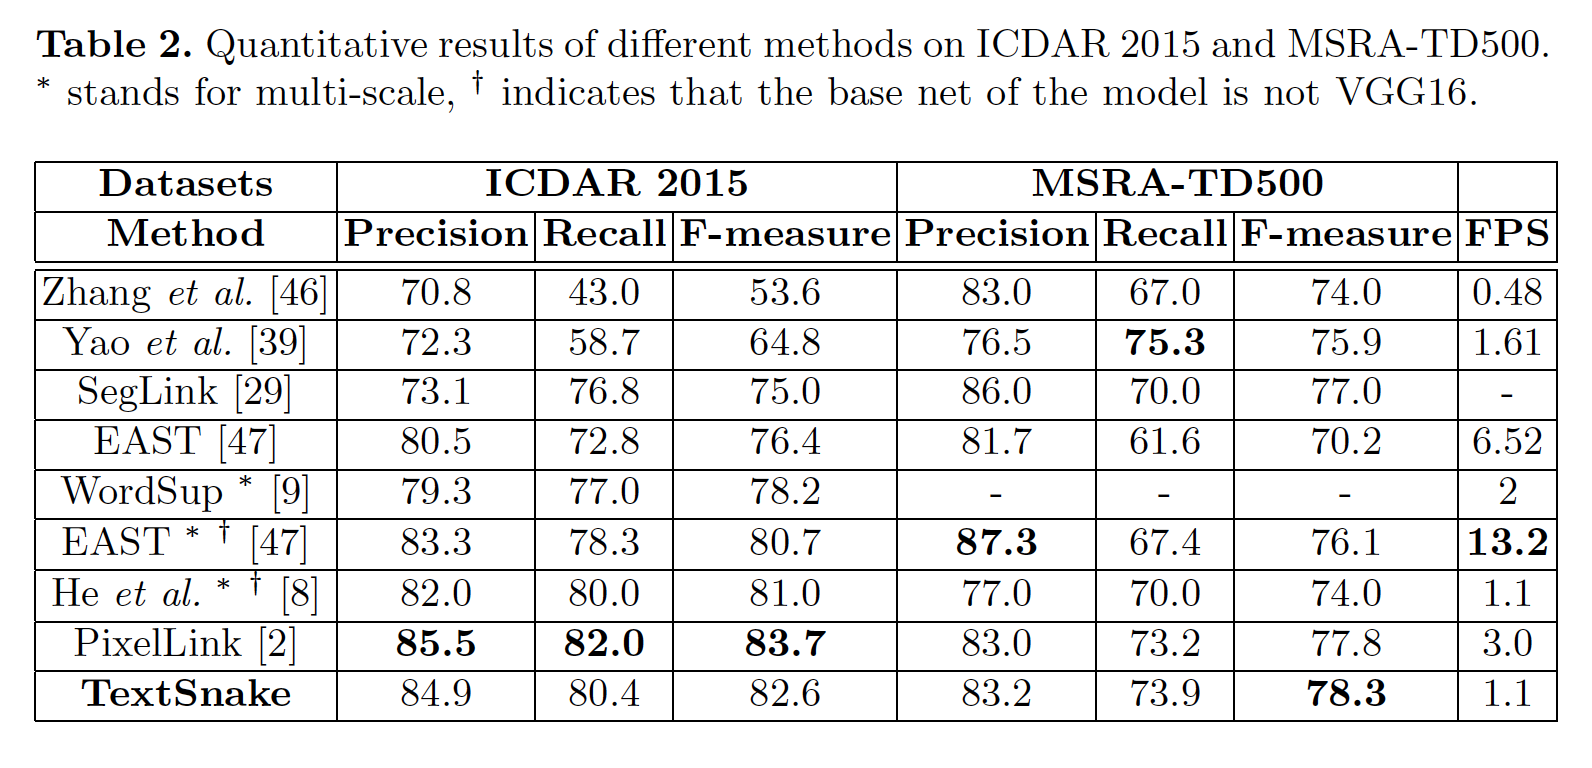 Table 2. Quantitative results of different methods on ICDAR 2015 and MSRA-TD500.
* stands for multi-scale, † indicates that the base net of the model is not VGG16.
Datasets ICDAR 2015 MSRA-TD500
Method Precision Recall F-measure Precision Recall F-measure FPS
Zhang et al. [46] 70.8 43.0 53.6 83.0 67.0 74.0 0.48
Yao et al. [39] 72.3 58.7 64.8 76.5 75.3 75.9 1.61
SegLink [29] 73.1 76.8 75.0 86.0 70.0 77.0 -
EAST [47] 80.5 72.8 76.4 81.7 61.6 70.2 6.52
WordSup * [9] 79.3 77.0 78.2 - - - 2
EAST * † [47] 83.3 78.3 80.7 87.3 67.4 76.1 13.2
He et al. * † [8] 82.0 80.0 81.0 77.0 70.0 74.0 1.1
PixelLink [2] 85.5 82.0 83.7 83.0 73.2 77.8 3.0
TextSnake 84.9 80.4 82.6 83.2 73.9 78.3 1.1